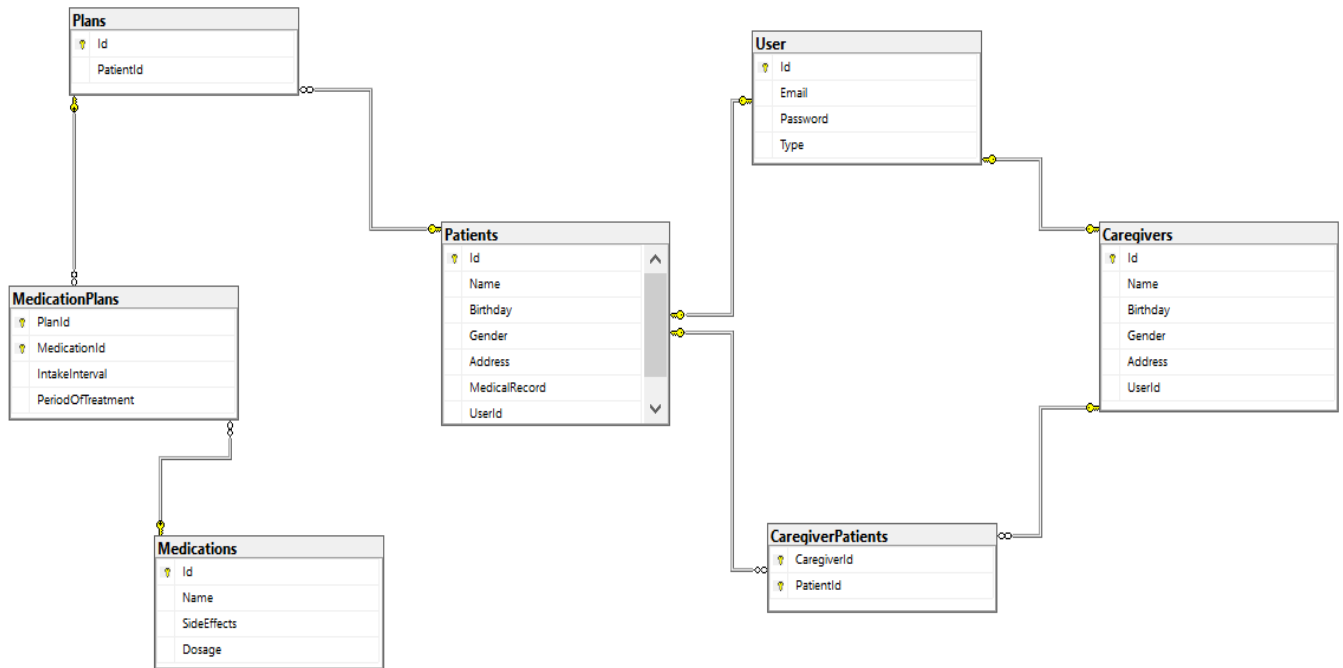 Plans
Id
PatientId
User
Id
Email
Password
Type
Patients
Id
Name
Birthday
Gender
Address
MedicalRecord
UserId
Caregivers
Id
Name
Birthday
Gender
Address
UserId
MedicationPlans
PlanId
MedicationId
IntakeInterval
PeriodOfTreatment
Medications
Id
Name
SideEffects
Dosage
CaregiverPatients
CaregiverId
PatientId